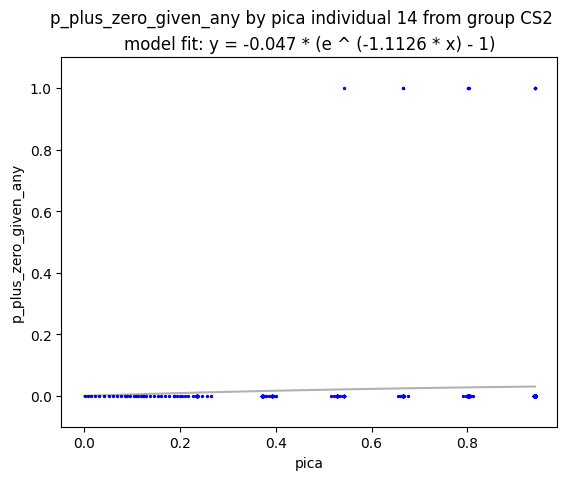 p_plus_zero_given_any by pica individual 14 from group CS2
model fit: y = -0.047 * (e ^ (-1.1126 * x) - 1)
1.0
0.8
0.6
0.4
0.2
0.0
p_plus_zero_given_any
0.0 0.2 0.4 0.6 0.8
pica